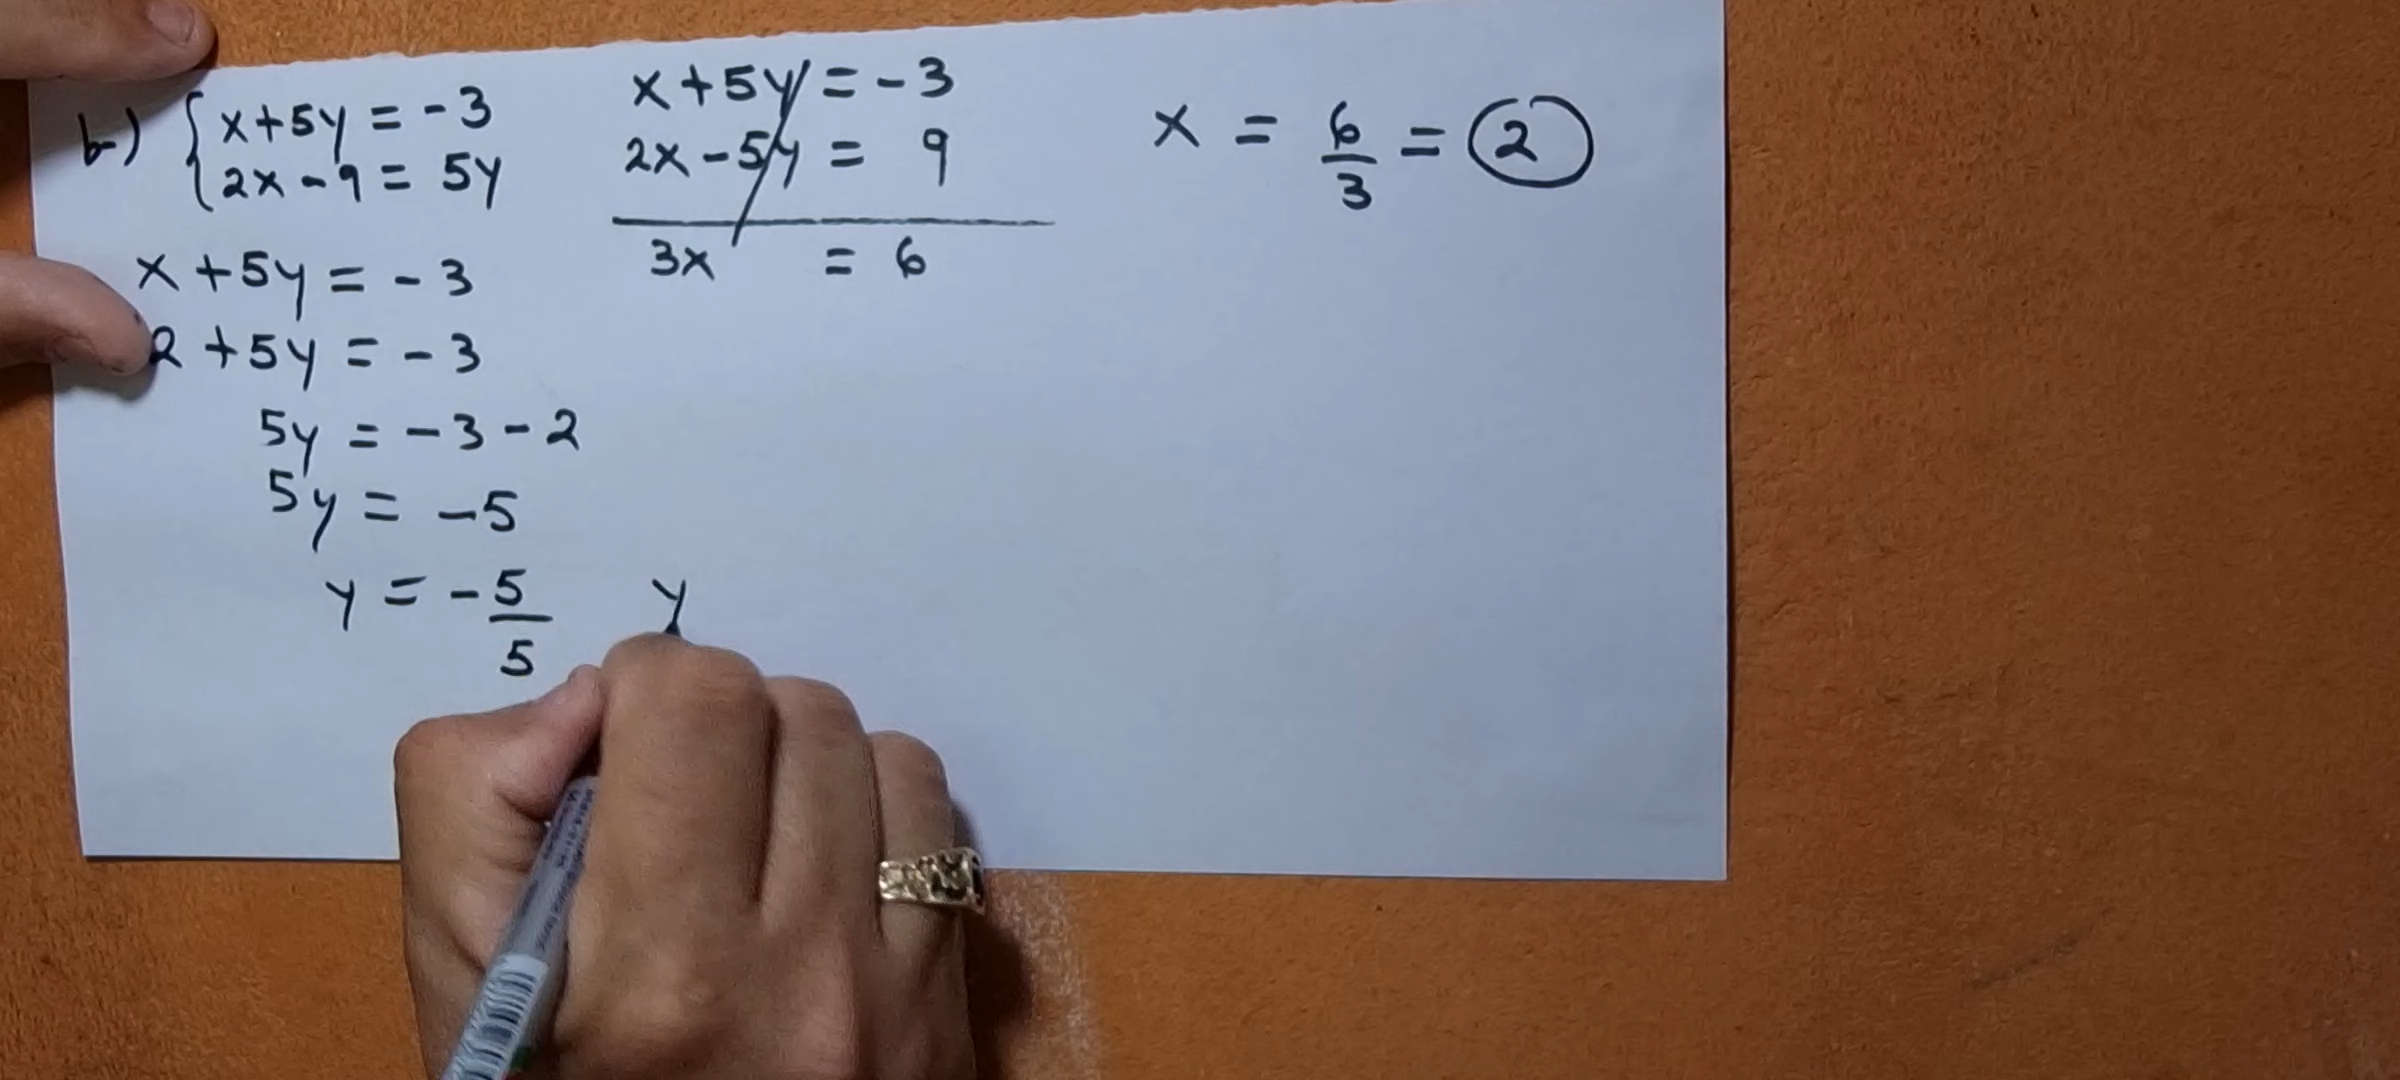 b-) { x+5y = -3
2x - 9 = 5y
x + 5y = -3
2 + 5y = -3
5y = -3 - 2
5y = -5
y = -5/5
y
x + 5y = -3
2x - 5y = 9
3x = 6
x = 6/3 = 2